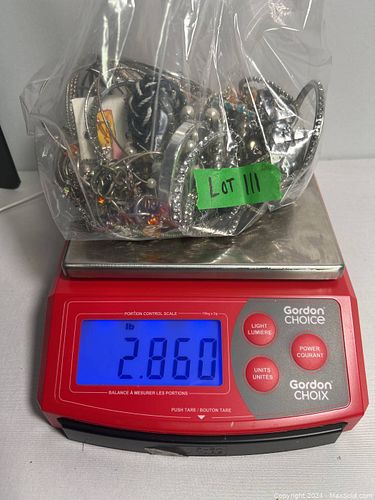 LOT 111
PORTION CONTROL SCALE
lb
2.860
BALANCE À MESURER LES PORTIONS
LIGHT
LUMIÈRE
UNITS
UNITÉS
POWER
COURANT
Gordon
CHOICE
Gordon
CHOIX
PUSH TARE / BOUTON TARE
Copyright 2024 - MaxSold.com